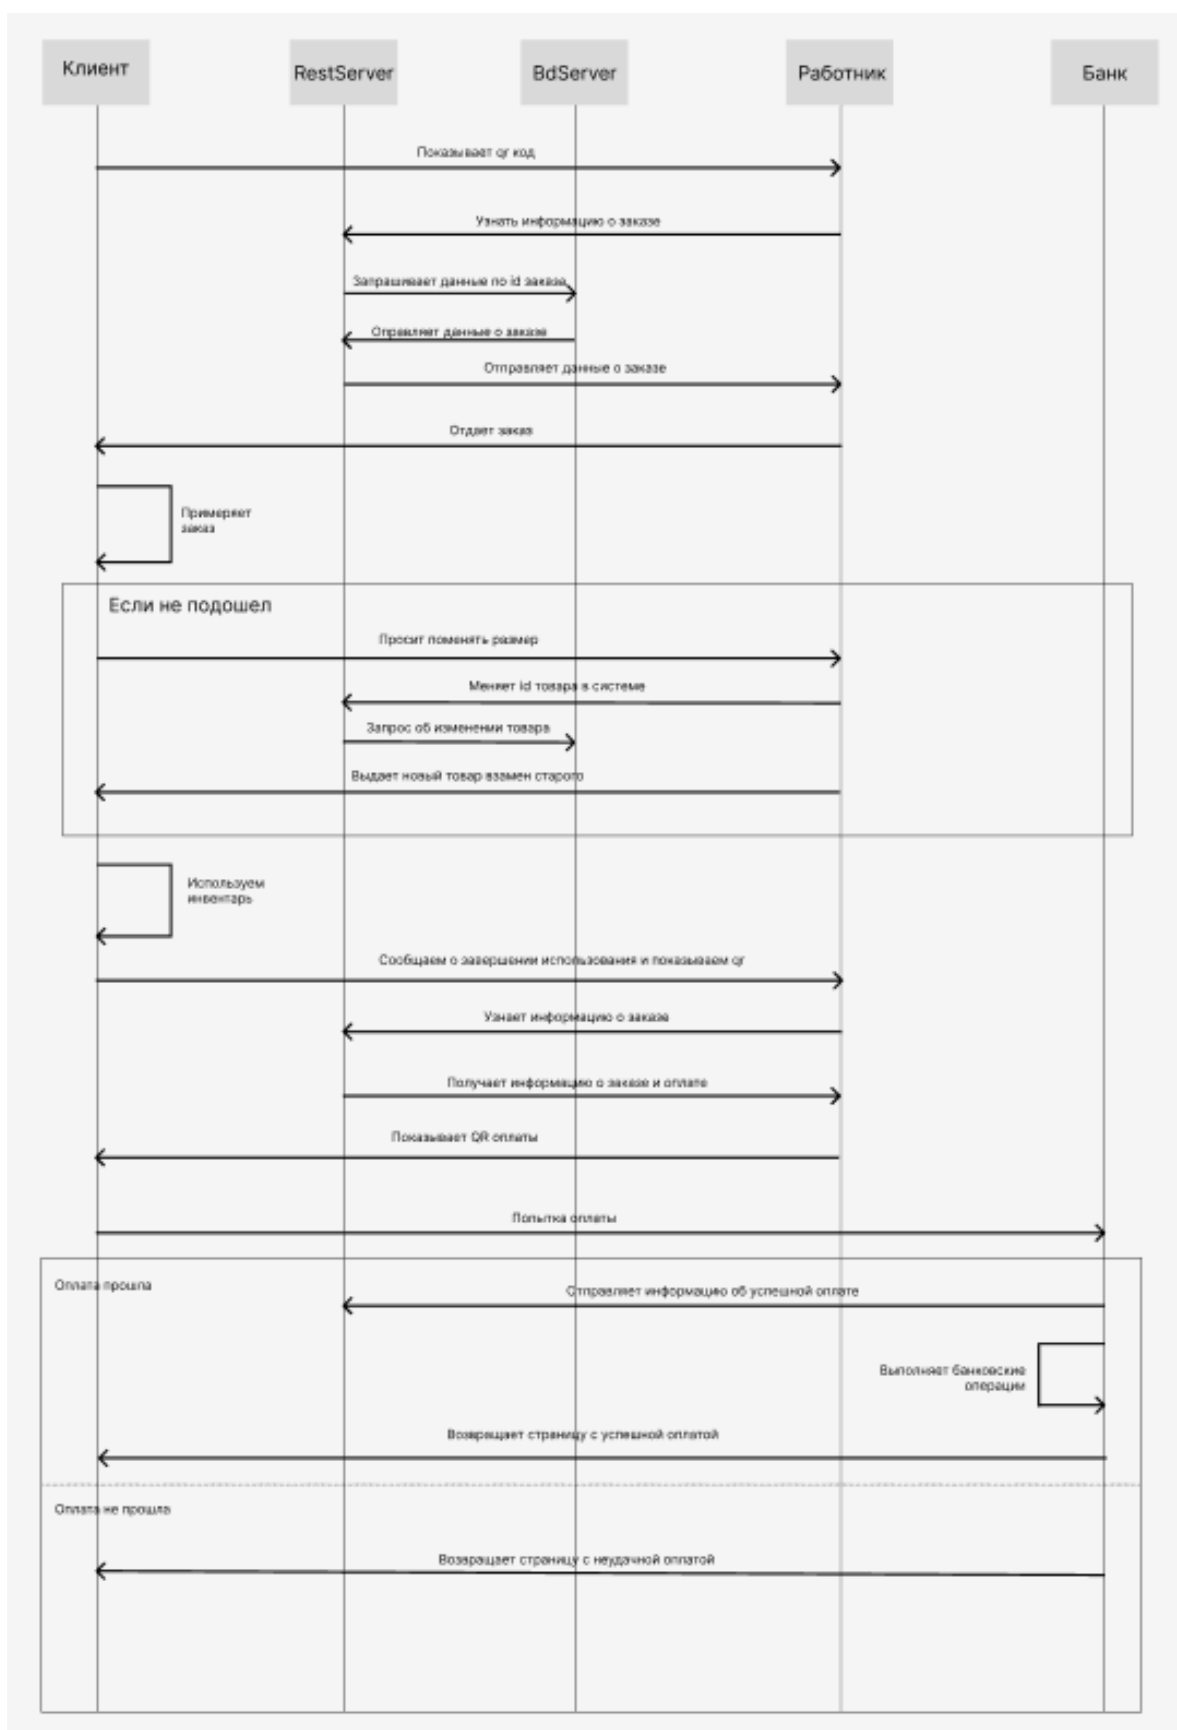 Клиент
RestServer
BdServer
Работник
Банк
Показывает qr код
Узнать информацию о заказе
Запрашивает данные по id заказа
Оправляет данные о заказе
Отправляет данные о заказе
Отдает заказ
Примеряет
заказ
Если не подошел
Просит поменять размер
Меняет id товара в системе
Запрос об изменении товара
Выдает новый товар взамен старого
Используем
инвентарь
Сообщаем о завершении использования и показываем qr
Узнает информацию о заказе
Получает информацию о заказе и оплате
Показывает QR оплаты
Попытка оплаты
Оплата прошла
Отправляет информацию об успешной оплате
Выполняет банковские
операции
Возвращает страницу с успешной оплатой
Оплата не прошла
Возвращает страницу с неудачной оплатой